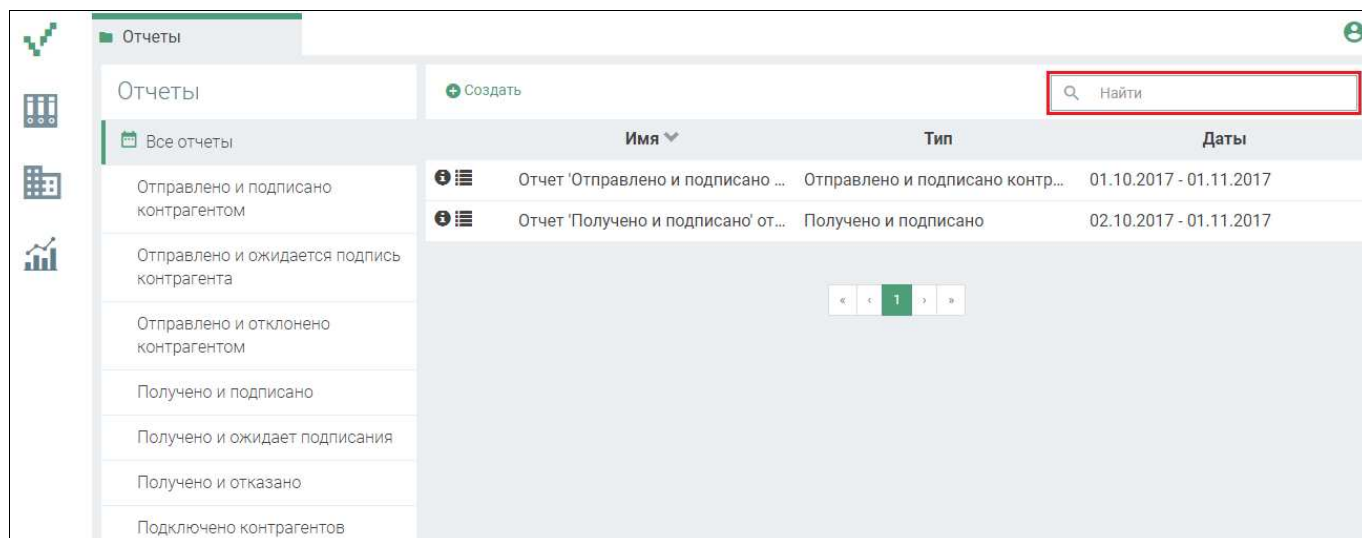 Отчеты
Отчеты
Все отчеты
Отправлено и подписано
контрагентом
Отправлено и ожидается подпись
контрагента
Отправлено и отклонено
контрагентом
Получено и подписано
Получено и ожидает подписания
Получено и отказано
Подключено контрагентов
Создать
Найти
Имя Тип Даты
Отчет 'Отправлено и подписано ... Отправлено и подписано контр... 01.10.2017 - 01.11.2017
Отчет 'Получено и подписано' от... Получено и подписано 02.10.2017 - 01.11.2017
« ‹ 1 › »